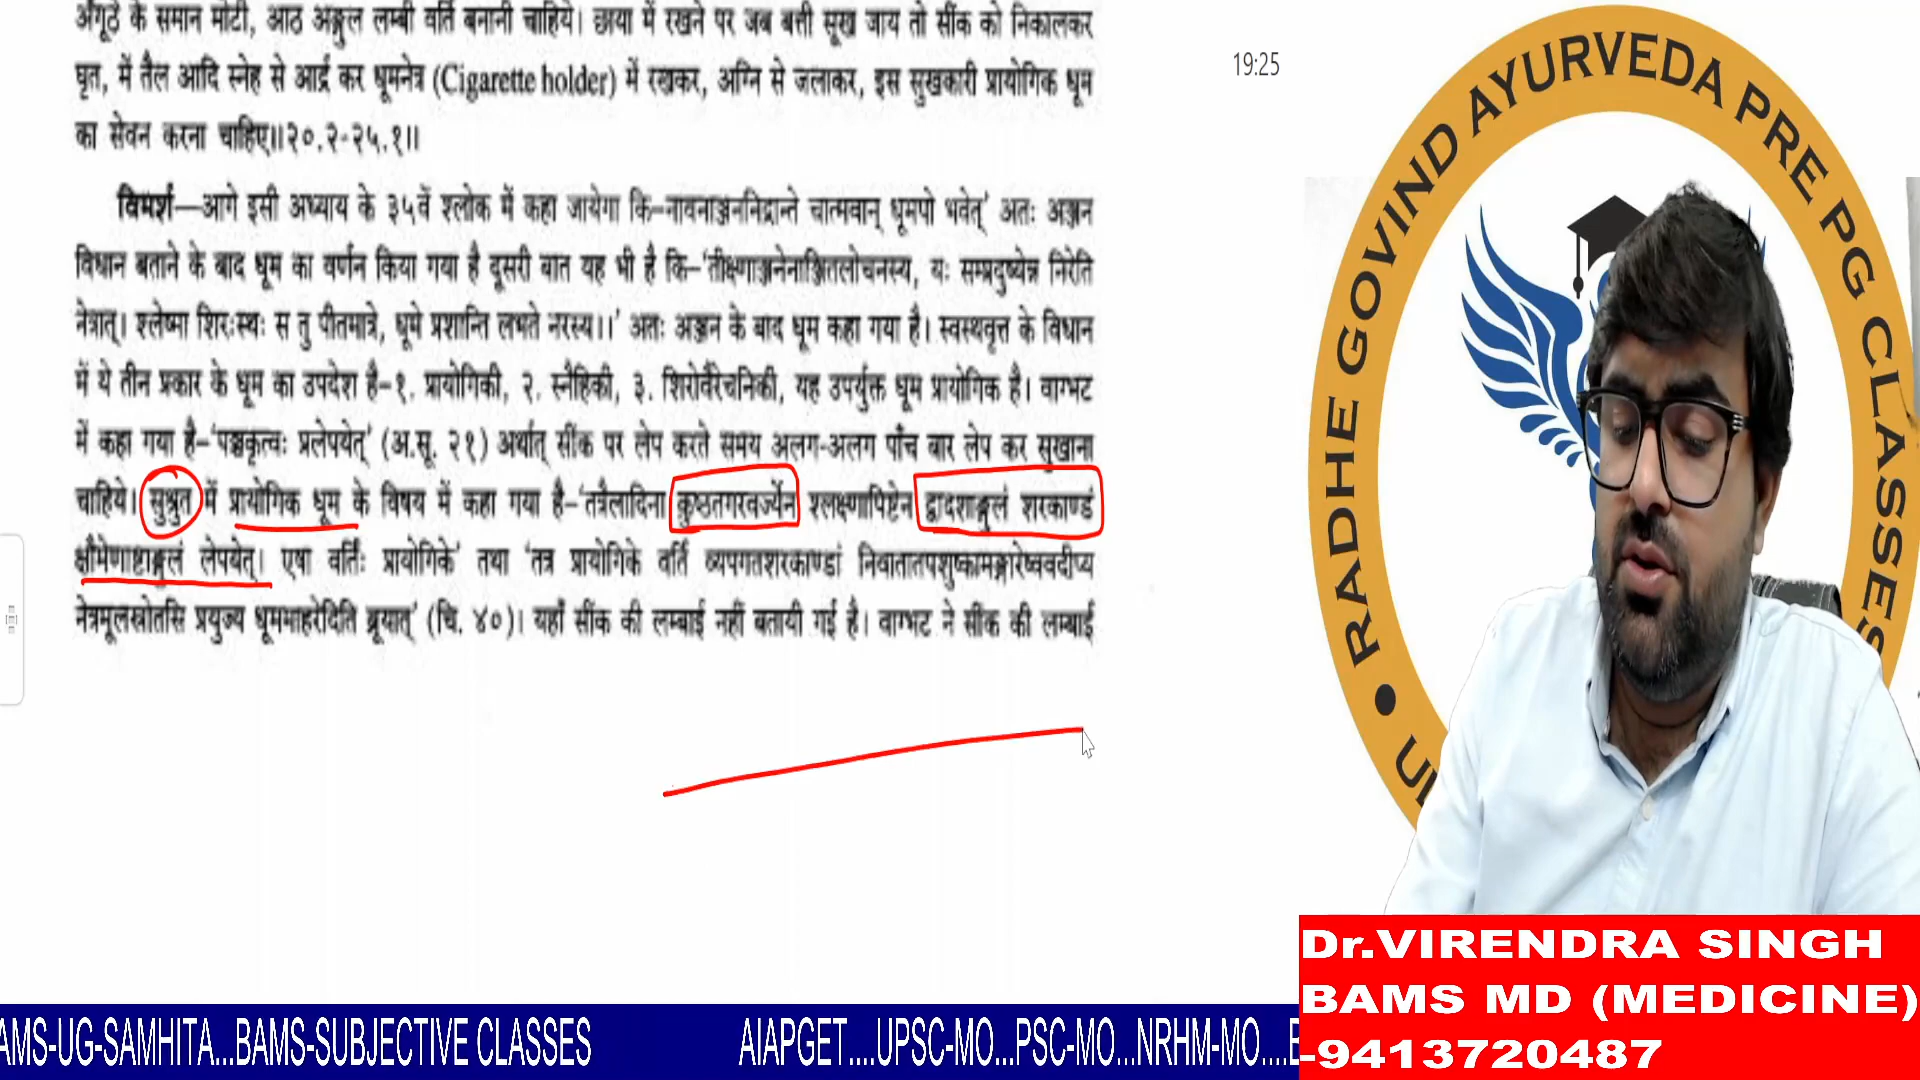 अँगूठे के समान मोटी, आठ अङ्गुल लम्बी वर्ति बनानी चाहिये। छाया में रखने पर जब बत्ती सूख जाय तो सींक को निकालकर
घृत, में तैल आदि स्नेह से आर्द्र कर धूमनेत्र (Cigarette holder) में रखकर, अग्नि से जलाकर, इस सुखकारी प्रायोगिक धूम
का सेवन करना चाहिए॥२०.२-२५.१॥
विमर्श—आगे इसी अध्याय के ३५वें श्लोक में कहा जायेगा कि–नावनाञ्जननिद्रान्ते चात्मवान् धूमपो भवेत्' अतः अञ्जन
विधान बताने के बाद धूम का वर्णन किया गया है दूसरी बात यह भी है कि–'तीक्ष्णाञ्जनेनाञ्जितलोचनस्य, यः सम्प्रदुष्येन्न निरेति
नेत्रात्। श्लेष्मा शिरःस्थः स तु पीतमात्रे, धूमे प्रशान्ति लभते नरस्य।।' अतः अञ्जन के बाद धूम कहा गया है। स्वस्थवृत्त के विधान
में ये तीन प्रकार के धूम का उपदेश है–१. प्रायोगिकी, २. स्नैहिकी, ३. शिरोवैरेचनिकी, यह उपर्युक्त धूम प्रायोगिक है। वाग्भट
में कहा गया है–'पञ्चकृत्वः प्रलेपयेत्' (अ.सू. २१) अर्थात् सींक पर लेप करते समय अलग-अलग पाँच बार लेप कर सुखाना
चाहिये। सुश्रुत में प्रायोगिक धूम के विषय में कहा गया है–'तत्रैलादिना कुष्ठतगरवर्ज्येन श्लक्ष्णापिष्टेन द्वादशाङ्गुलं शरकाण्डं
क्षौमेणाष्टाङ्गुलं लेपयेत्। एषा वर्तिः प्रायोगिके' तथा 'तत्र प्रायोगिके वर्ति व्यपगतशरकाण्डां निवातातपशुष्कामङ्गारेष्ववदीप्य
नेत्रमूलस्रोतसि प्रयुज्य धूममाहरेदिति ब्रूयात्' (चि. ४०)। यहाँ सींक की लम्बाई नहीं बतायी गई है। वाग्भट ने सींक की लम्बाई
19:25
RADHE GOVIND AYURVEDA PRE PG CLASSES
Dr.VIRENDRA SINGH
BAMS MD (MEDICINE)
-9413720487
AMS-UG-SAMHITA...BAMS-SUBJECTIVE CLASSES AIAPGET....UPSC-MO...PSC-MO...NRHM-MO....E